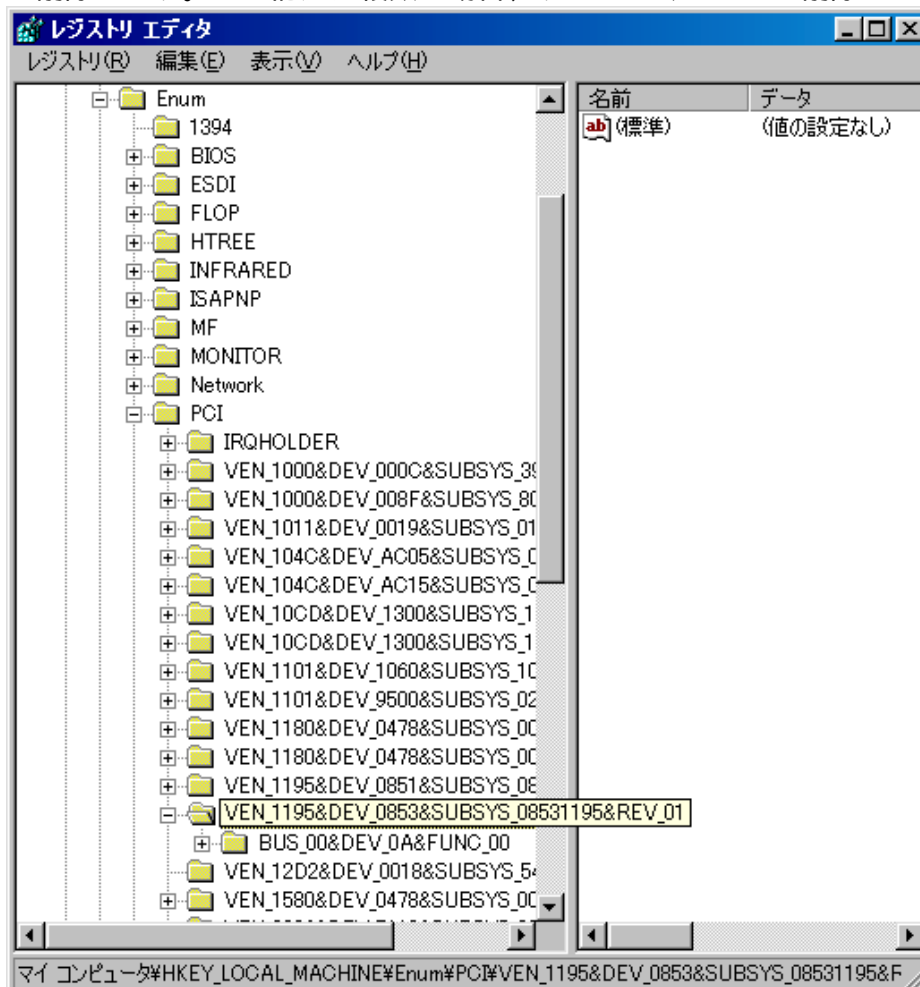 レジストリ エディタ
レジストリ(R) 編集(E) 表示(V) ヘルプ(H)
Enum
1394
BIOS
ESDI
FLOP
HTREE
INFRARED
ISAPNP
MF
MONITOR
Network
PCI
IRQHOLDER
VEN_1000&DEV_000C&SUBSYS_39
VEN_1000&DEV_008F&SUBSYS_80
VEN_1011&DEV_0019&SUBSYS_01
VEN_104C&DEV_AC05&SUBSYS_0
VEN_104C&DEV_AC15&SUBSYS_0
VEN_10CD&DEV_1300&SUBSYS_1
VEN_10CD&DEV_1300&SUBSYS_1
VEN_1101&DEV_1060&SUBSYS_10
VEN_1101&DEV_9500&SUBSYS_02
VEN_1180&DEV_0478&SUBSYS_00
VEN_1180&DEV_0478&SUBSYS_00
VEN_1195&DEV_0851&SUBSYS_08
VEN_1195&DEV_0853&SUBSYS_08531195&REV_01
BUS_00&DEV_0A&FUNC_00
VEN_12D2&DEV_0018&SUBSYS_54
VEN_1580&DEV_0478&SUBSYS_00
名前 データ
ab (標準) (値の設定なし)
マイ コンピュータ¥HKEY_LOCAL_MACHINE¥Enum¥PCI¥VEN_1195&DEV_0853&SUBSYS_08531195&F